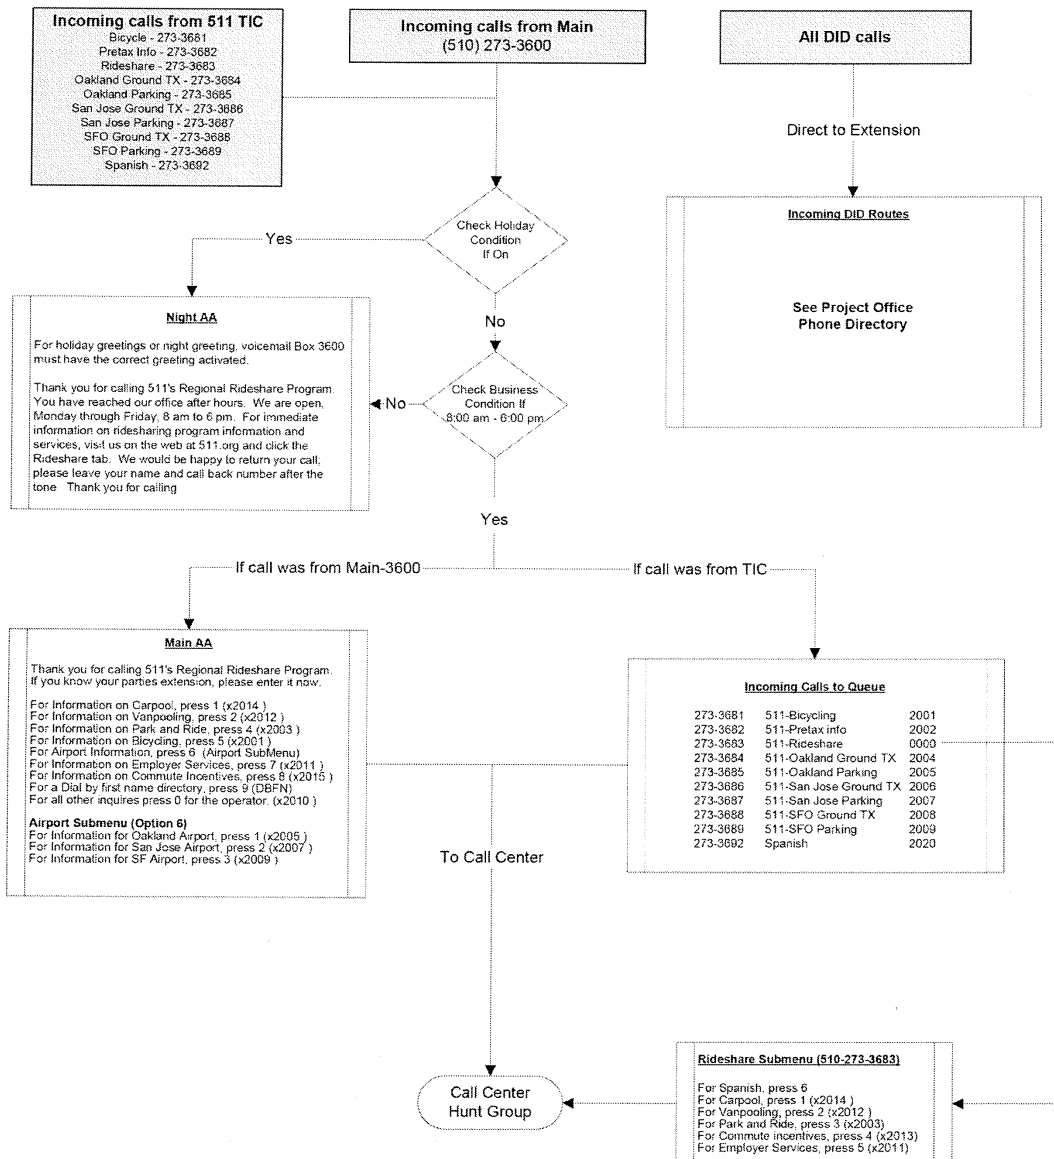 Incoming calls from 511 TIC
Bicycle - 273-3681
Pretax Info - 273-3682
Rideshare - 273-3683
Oakland Ground TX - 273-3684
Oakland Parking - 273-3685
San Jose Ground TX - 273-3686
San Jose Parking - 273-3687
SFO Ground TX - 273-3688
SFO Parking - 273-3689
Spanish - 273-3692
Incoming calls from Main
(510) 273-3600
All DID calls
Direct to Extension
Incoming DID Routes
See Project Office
Phone Directory
Check Holiday
Condition
If On
Yes
No
Night AA
For holiday greetings or night greeting, voicemail Box 3600
must have the correct greeting activated.
Thank you for calling 511's Regional Rideshare Program.
You have reached our office after hours. We are open,
Monday through Friday, 8 am to 6 pm. For immediate
information on ridesharing program information and
services, visit us on the web at 511.org and click the
Rideshare tab. We would be happy to return your call;
please leave your name and call back number after the
tone Thank you for calling
Check Business
Condition If
8:00 am - 6:00 pm
No
Yes
If call was from Main-3600
If call was from TIC
Main AA
Thank you for calling 511's Regional Rideshare Program.
If you know your parties extension, please enter it now.
For Information on Carpool, press 1 (x2014 )
For Information on Vanpooling, press 2 (x2012 )
For Information on Park and Ride, press 4 (x2003 )
For Information on Bicycling, press 5 (x2001 )
For Airport Information, press 6 (Airport SubMenu)
For Information on Employer Services, press 7 (x2011 )
For Information on Commute Incentives, press 8 (x2015 )
For a Dial by first name directory, press 9 (DBFN)
For all other inquires press 0 for the operator. (x2010 )
Airport Submenu (Option 6)
For Information for Oakland Airport, press 1 (x2005 )
For Information for San Jose Airport, press 2 (x2007 )
For Information for SF Airport, press 3 (x2009 )
Incoming Calls to Queue
273-3681 511-Bicycling 2001
273-3682 511-Pretax info 2002
273-3683 511-Rideshare 0000
273-3684 511-Oakland Ground TX 2004
273-3685 511-Oakland Parking 2005
273-3686 511-San Jose Ground TX 2006
273-3687 511-San Jose Parking 2007
273-3688 511-SFO Ground TX 2008
273-3689 511-SFO Parking 2009
273-3692 Spanish 2020
To Call Center
Call Center
Hunt Group
Rideshare Submenu (510-273-3683)
For Spanish, press 6
For Carpool, press 1 (x2014 )
For Vanpooling, press 2 (x2012 )
For Park and Ride, press 3 (x2003)
For Commute incentives, press 4 (x2013)
For Employer Services, press 5 (x2011)